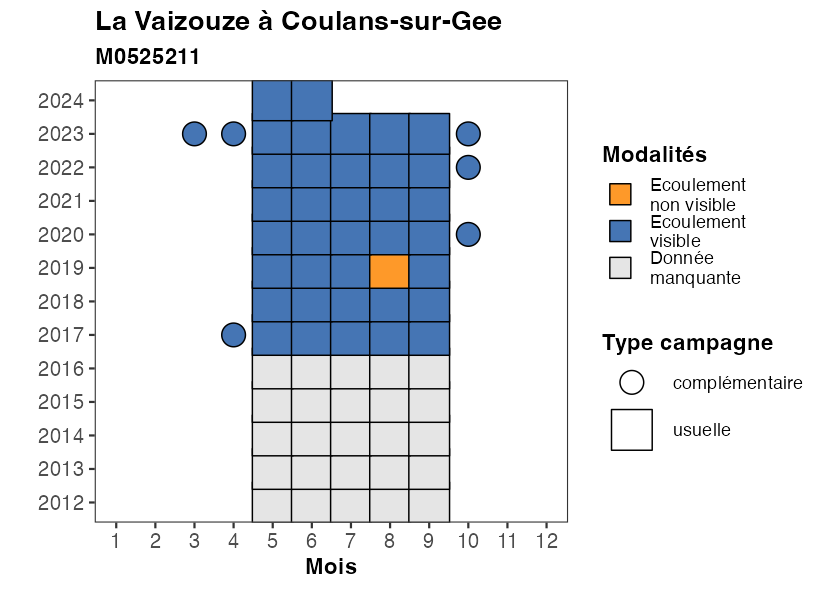 La Vaizouze à Coulans-sur-Gee
M0525211
2024
2023
2022
2021
2020
2019
2018
2017
2016
2015
2014
2013
2012
1 2 3 4 5 6 7 8 9 10 11 12
Mois
Modalités
Ecoulement
non visible
Ecoulement
visible
Donnée
manquante
Type campagne
complémentaire
usuelle